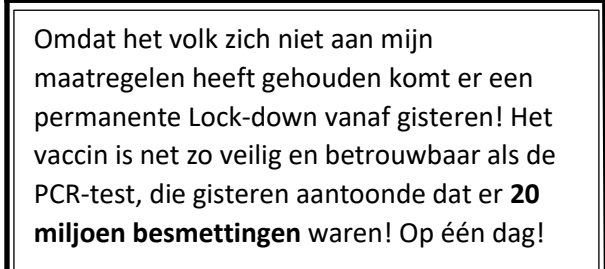 Omdat het volk zich niet aan mijn
maatregelen heeft gehouden komt er een
permanente Lock-down vanaf gisteren! Het
vaccin is net zo veilig en betrouwbaar als de
PCR-test, die gisteren aantoonde dat er 20
miljoen besmettingen waren! Op één dag!